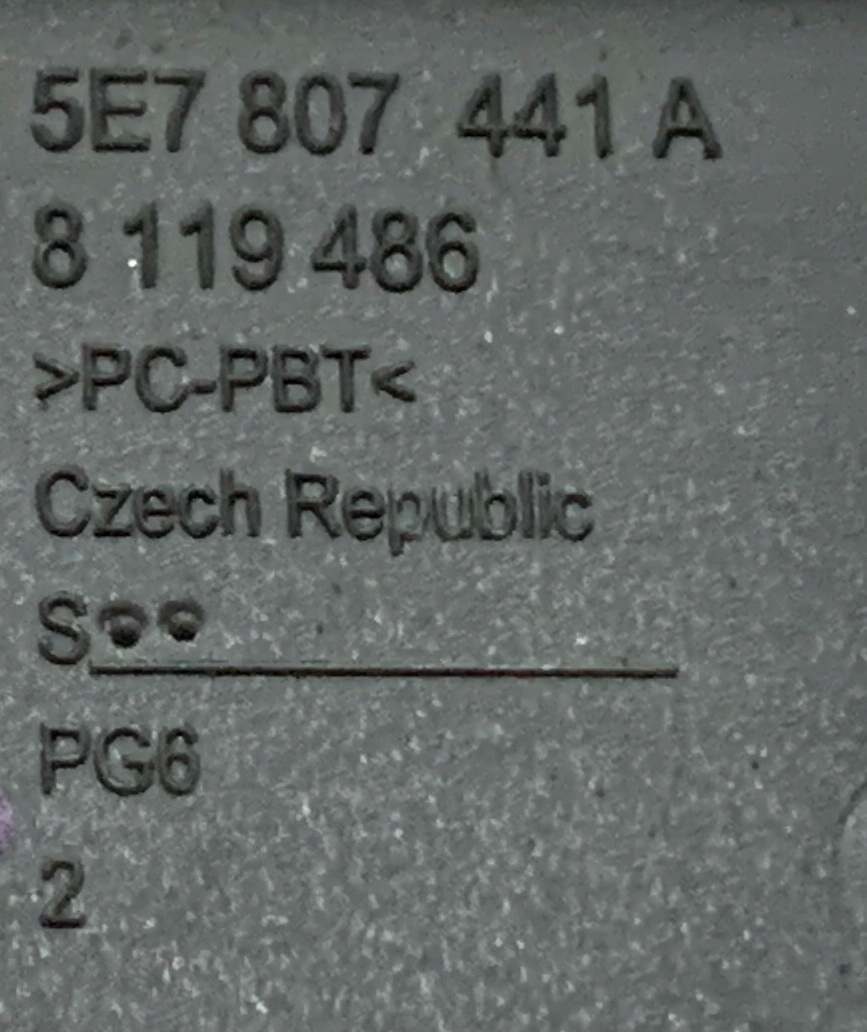 5E7 807 441 A
8 119 486
>PC-PBT<
Czech Republic
S
PG6
2